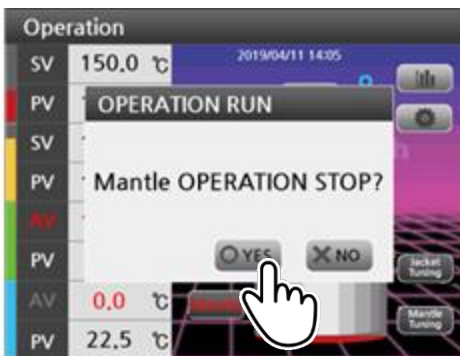 Operation
SV 150.0 ℃
2019/04/11 14:05
PV
OPERATION RUN
SV
PV
Mantle OPERATION STOP?
AV
PV
YES
NO
Jacket
Tuning
AV 0.0 ℃
Mantle
Tuning
PV 22.5 ℃